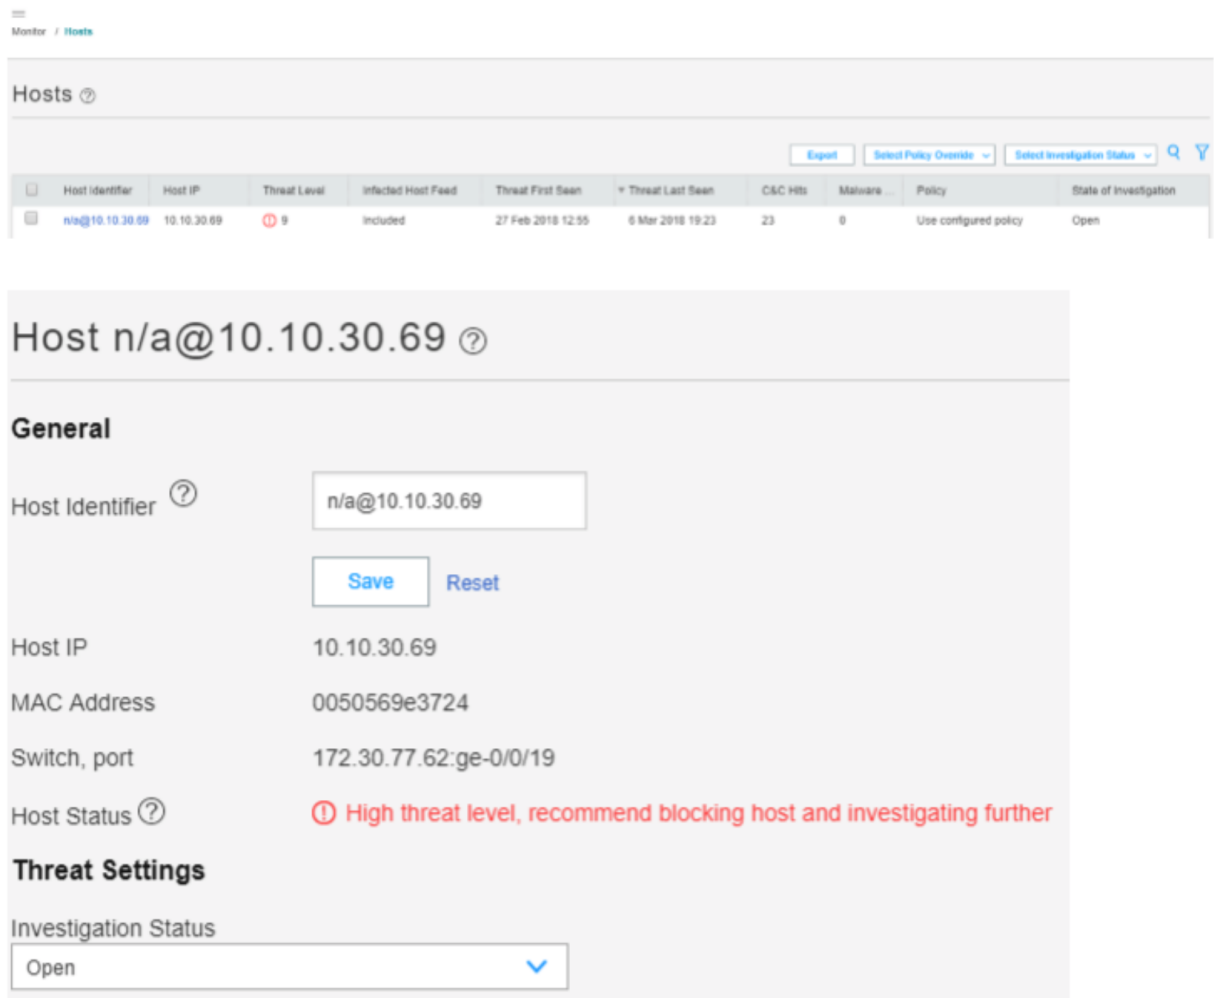 Monitor / Hosts
Hosts ?
Export Select Policy Override Select Investigation Status
Host Identifier Host IP Threat Level Infected Host Feed Threat First Seen Threat Last Seen C&C Hits Malware ... Policy State of Investigation
n/a@10.10.30.69 10.10.30.69 9 Included 27 Feb 2018 12:55 6 Mar 2018 19:23 23 0 Use configured policy Open
Host n/a@10.10.30.69 ?
General
Host Identifier ? n/a@10.10.30.69
Save Reset
Host IP 10.10.30.69
MAC Address 0050569e3724
Switch, port 172.30.77.62:ge-0/0/19
Host Status ? High threat level, recommend blocking host and investigating further
Threat Settings
Investigation Status
Open